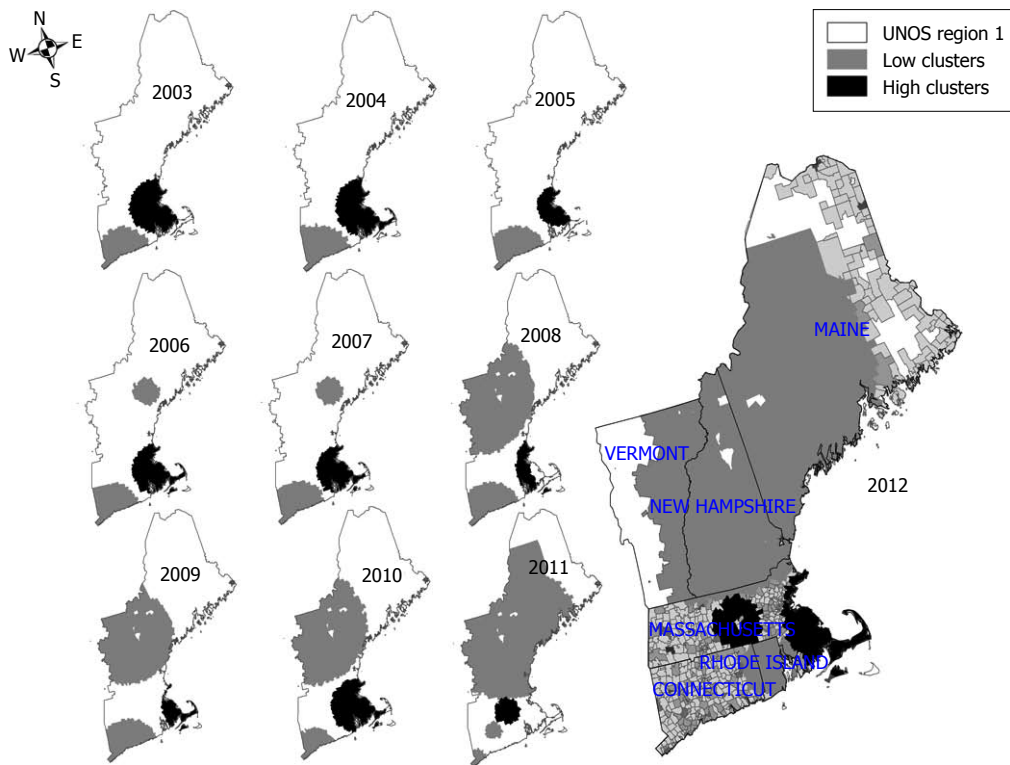 N
W E
S
UNOS region 1
Low clusters
High clusters
2003
2004
2005
2006
2007
2008
2009
2010
2011
2012
MAINE
VERMONT
NEW HAMPSHIRE
MASSACHUSETTS
RHODE ISLAND
CONNECTICUT